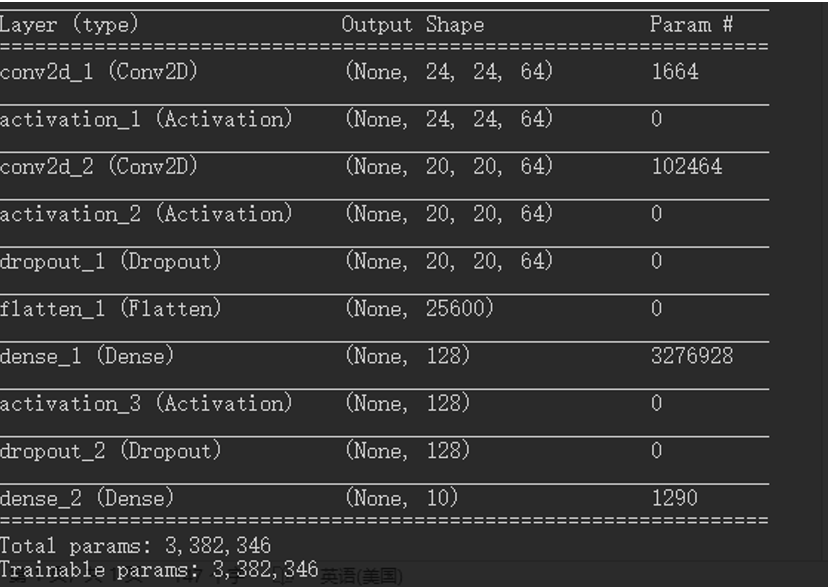 Layer (type) Output Shape Param #
=================================================================
conv2d_1 (Conv2D) (None, 24, 24, 64) 1664
activation_1 (Activation) (None, 24, 24, 64) 0
conv2d_2 (Conv2D) (None, 20, 20, 64) 102464
activation_2 (Activation) (None, 20, 20, 64) 0
dropout_1 (Dropout) (None, 20, 20, 64) 0
flatten_1 (Flatten) (None, 25600) 0
dense_1 (Dense) (None, 128) 3276928
activation_3 (Activation) (None, 128) 0
dropout_2 (Dropout) (None, 128) 0
dense_2 (Dense) (None, 10) 1290
=================================================================
Total params: 3,382,346
Trainable params: 3,382,346
英语(美国)